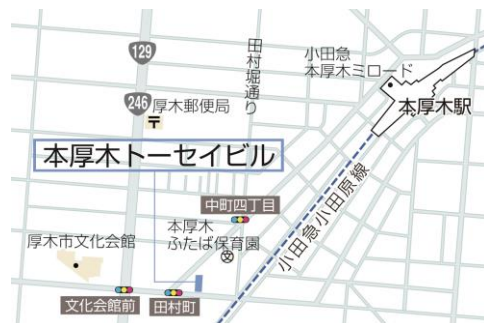 129
246
厚木郵便局
〒
田村堀通り
小田急
本厚木ミロード
本厚木駅
本厚木トーセイビル
小田急小田原線
中町四丁目
本厚木
ふたば保育園
厚木市文化会館
文化会館前
田村町